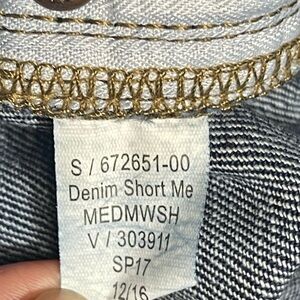 S / 672651-00
Denim Short Me
MEDMWSH
V / 303911
SP17
12/16